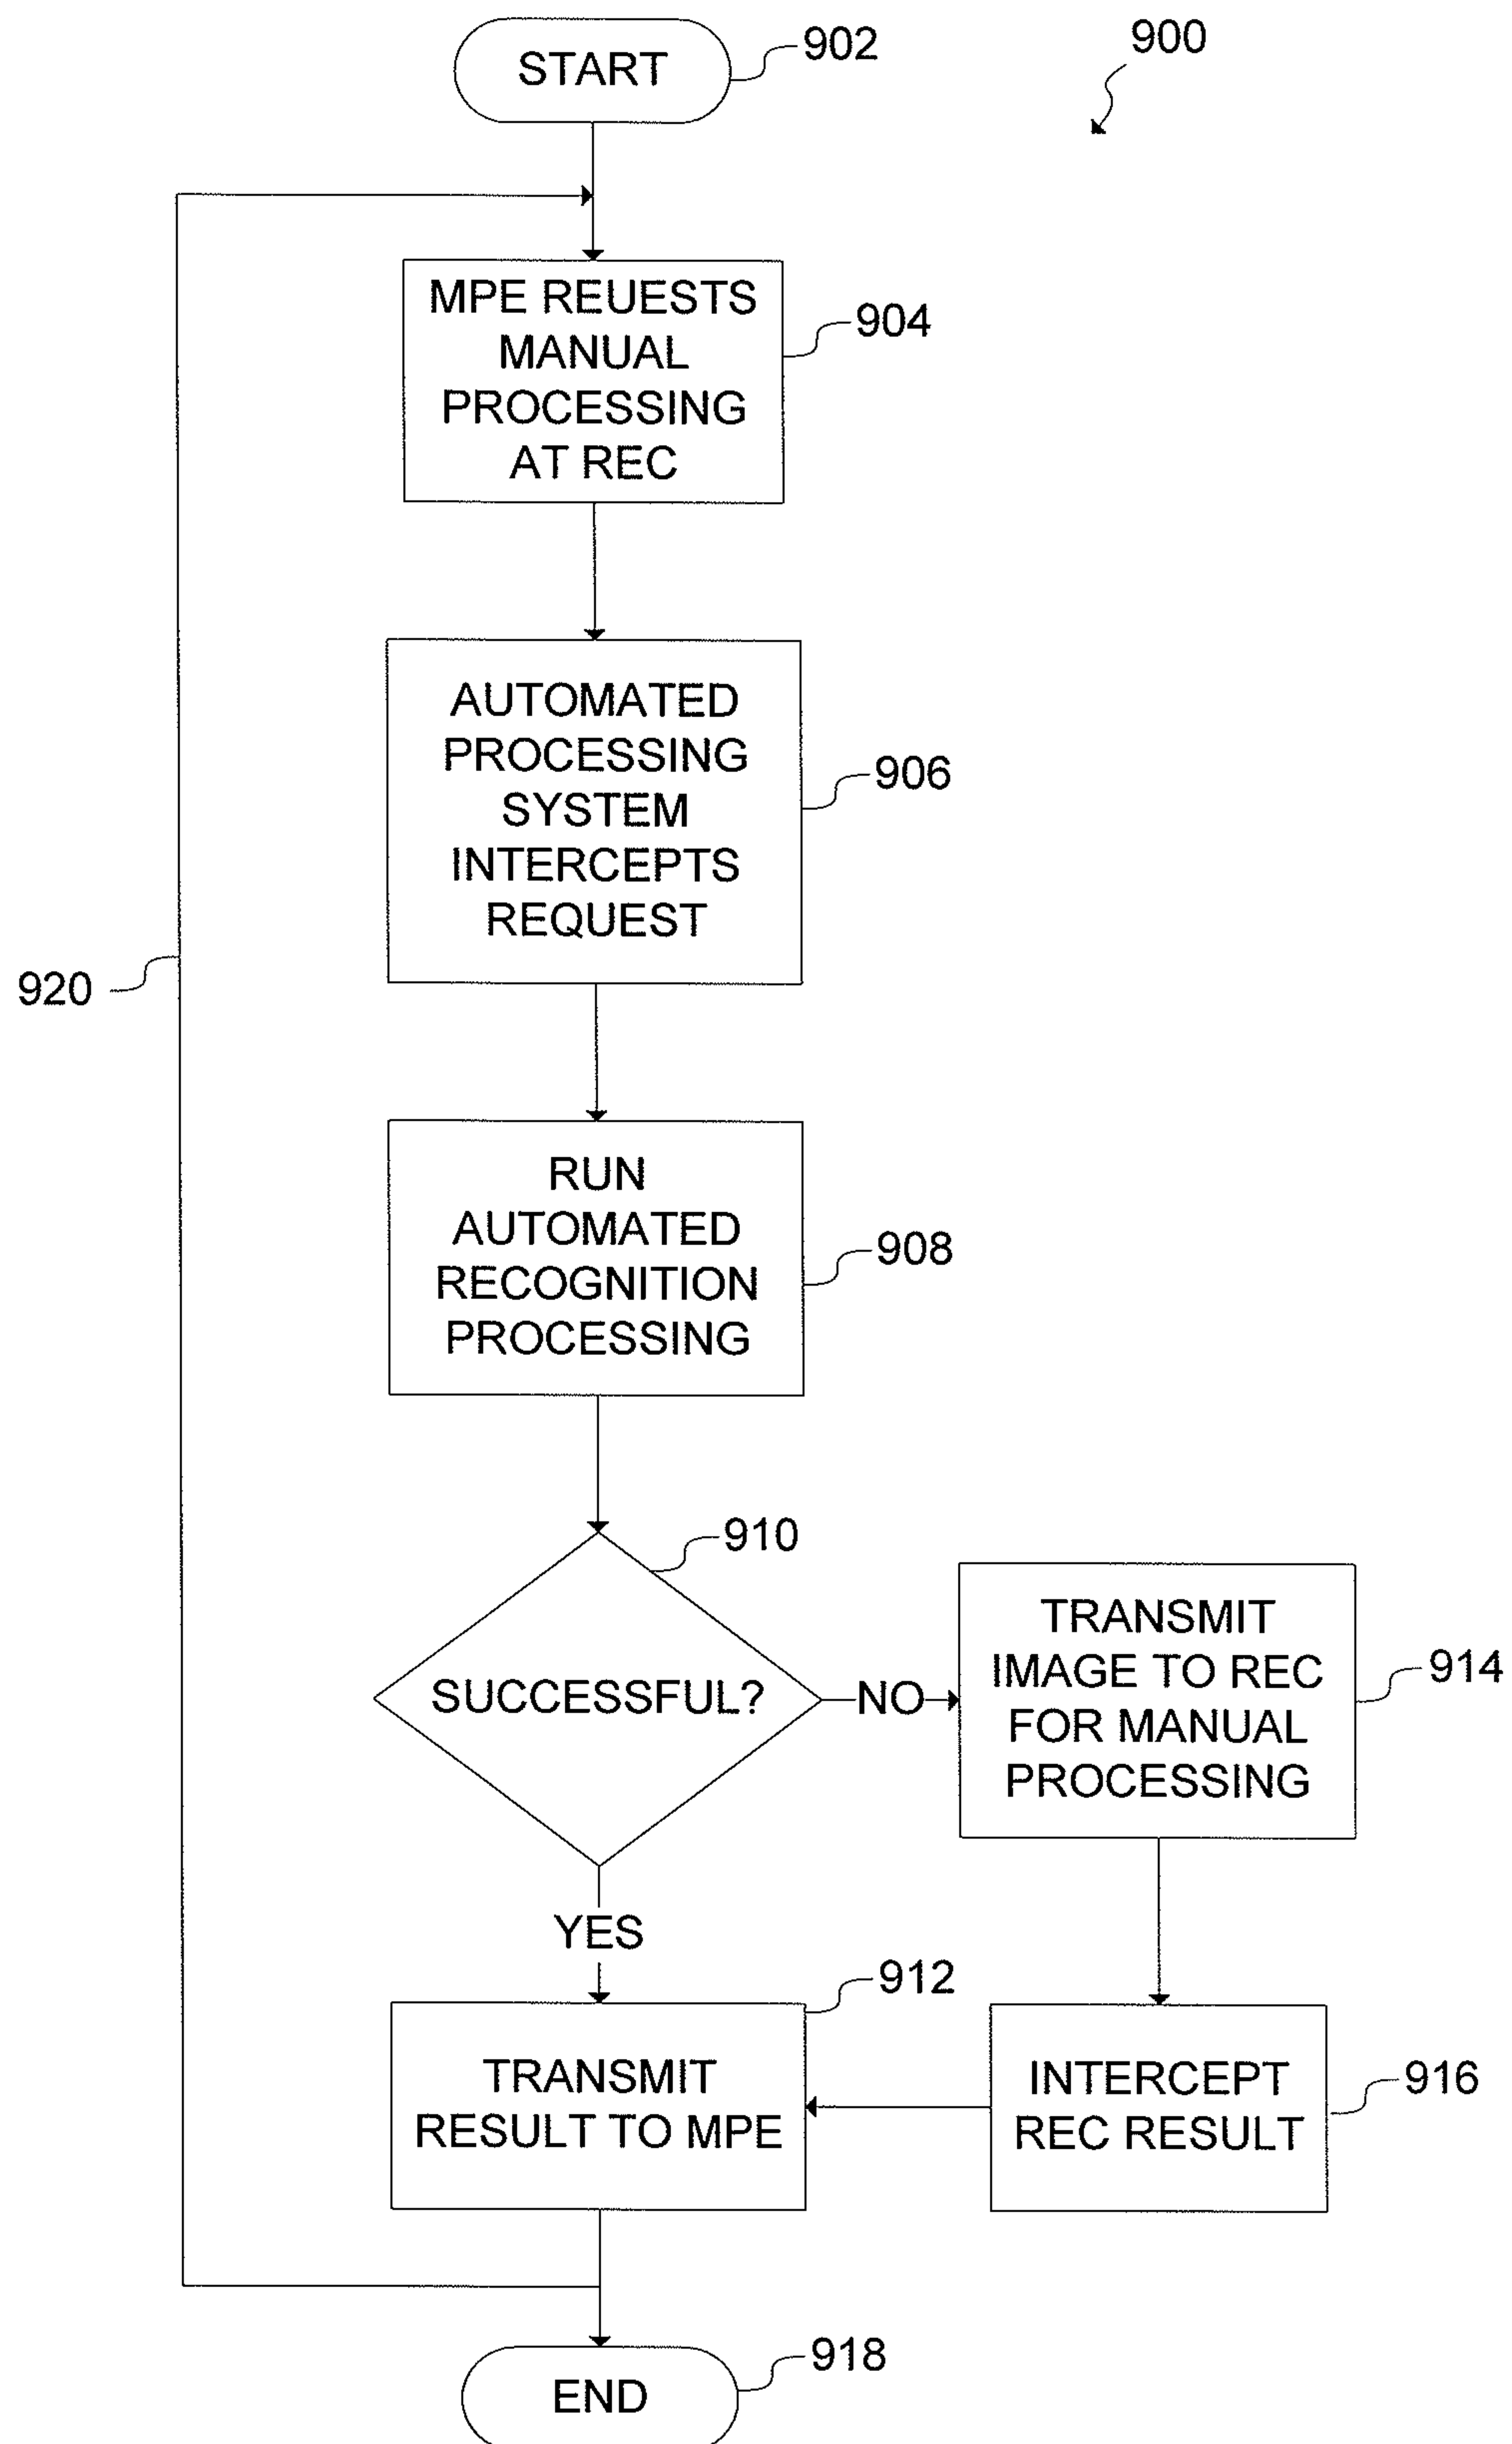 START
902
900
MPE REUESTS
MANUAL
PROCESSING
AT REC
904
AUTOMATED
PROCESSING
SYSTEM
INTERCEPTS
REQUEST
906
920
RUN
AUTOMATED
RECOGNITION
PROCESSING
908
910
SUCCESSFUL?
NO
TRANSMIT
IMAGE TO REC
FOR MANUAL
PROCESSING
914
YES
912
TRANSMIT
RESULT TO MPE
INTERCEPT
REC RESULT
916
END
918